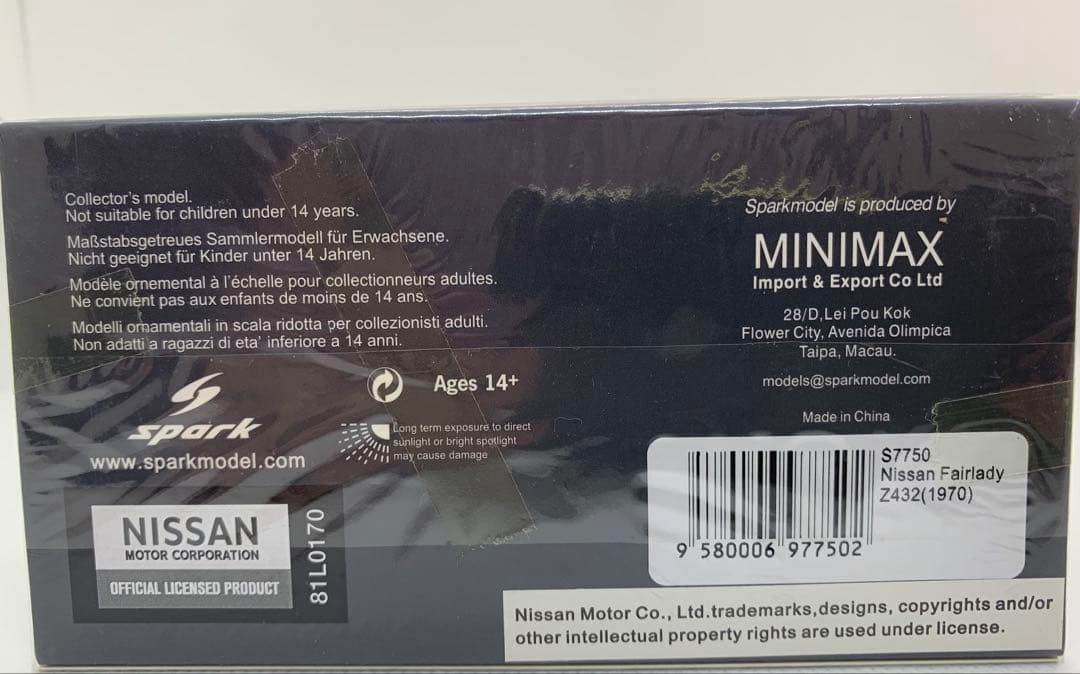 Collector's model.
Not suitable for children under 14 years.
Maßstabsgetreues Sammlermodell für Erwachsene.
Nicht geeignet für Kinder unter 14 Jahren.
Modèle ornemental à l'échelle pour collectionneurs adultes.
Ne convient pas aux enfants de moins de 14 ans.
Modelli ornamentali in scala ridotta per collezionisti adulti.
Non adatti a ragazzi di eta' inferiore a 14 anni.
spark
www.sparkmodel.com
Ages 14+
Long term exposure to direct
sunlight or bright spotlight
may cause damage
NISSAN
MOTOR CORPORATION
OFFICIAL LICENSED PRODUCT
81L0170
Sparkmodel is produced by
MINIMAX
Import & Export Co Ltd
28/D,Lei Pou Kok
Flower City, Avenida Olimpica
Taipa, Macau.
models@sparkmodel.com
Made in China
S7750
Nissan Fairlady
Z432(1970)
9 580006 977502
Nissan Motor Co., Ltd.trademarks,designs, copyrights and/or
other intellectual property rights are used under license.